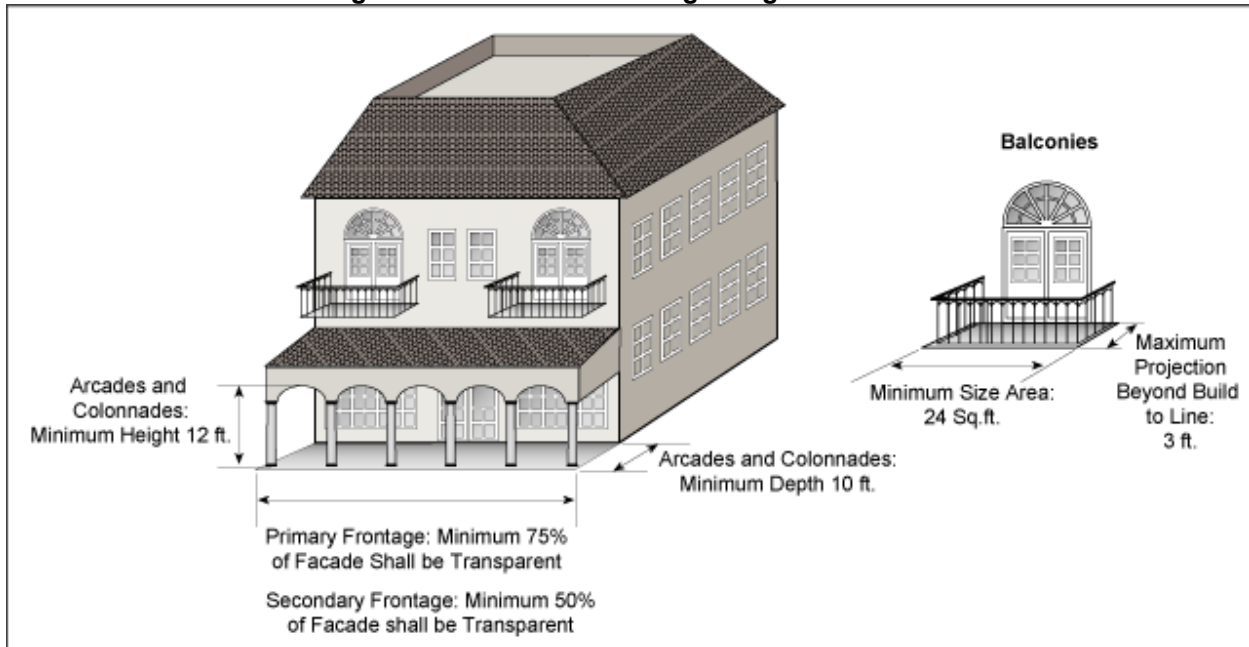 Balconies
Arcades and
Colonnades:
Minimum Height 12 ft.
Arcades and Colonnades:
Minimum Depth 10 ft.
Primary Frontage: Minimum 75%
of Facade Shall be Transparent
Secondary Frontage: Minimum 50%
of Facade shall be Transparent
Minimum Size Area:
24 Sq.ft.
Maximum
Projection
Beyond Build
to Line:
3 ft.